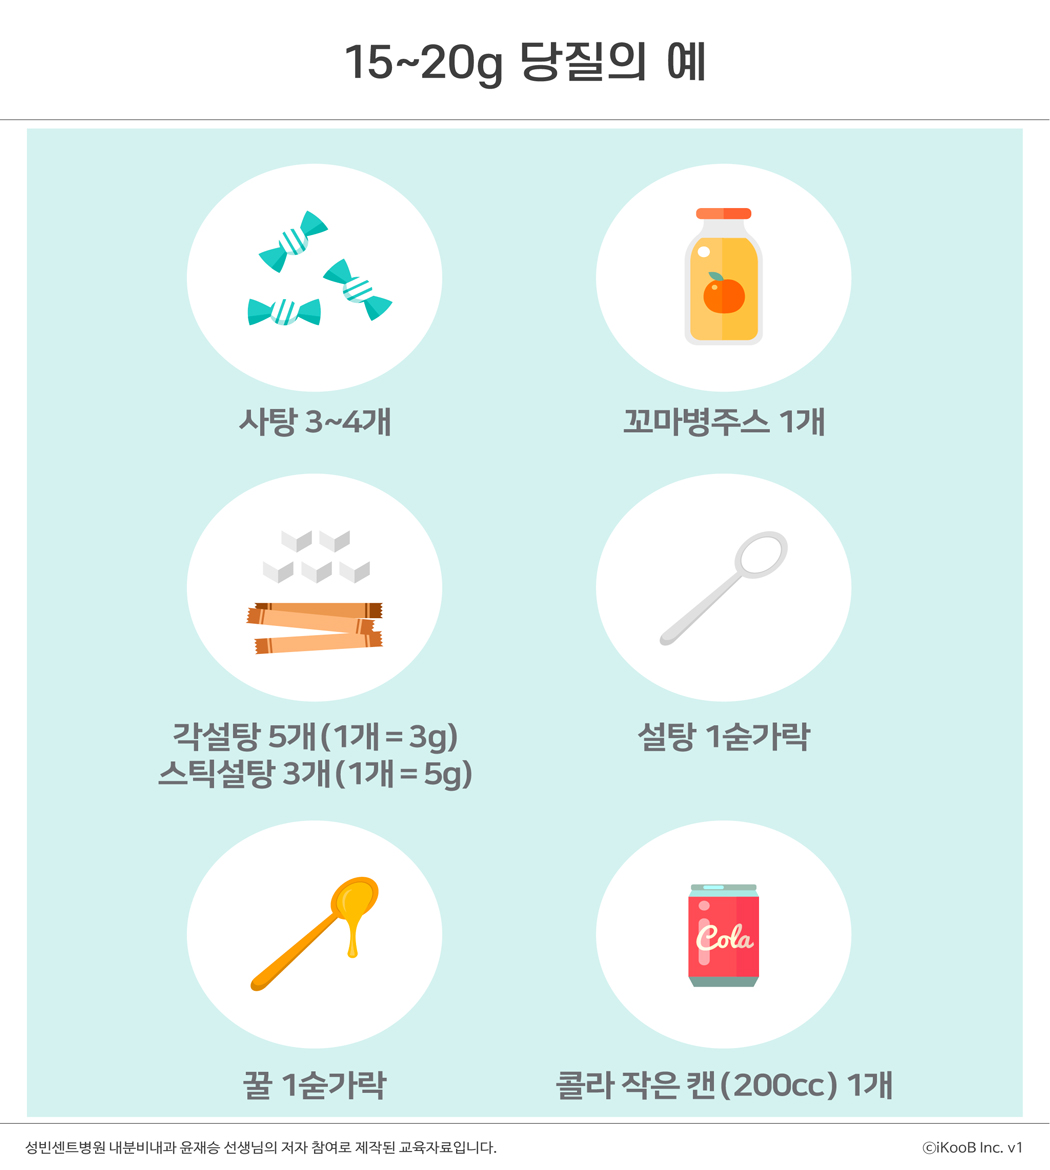 15~20g 당질의 예
사탕 3~4개
꼬마병주스 1개
각설탕 5개(1개=3g)
스틱설탕 3개(1개=5g)
설탕 1숟가락
꿀 1숟가락
Cola
콜라 작은 캔(200cc) 1개
성빈센트병원 내분비내과 윤재승 선생님의 저자 참여로 제작된 교육자료입니다.
ⓒiKooB Inc. v1